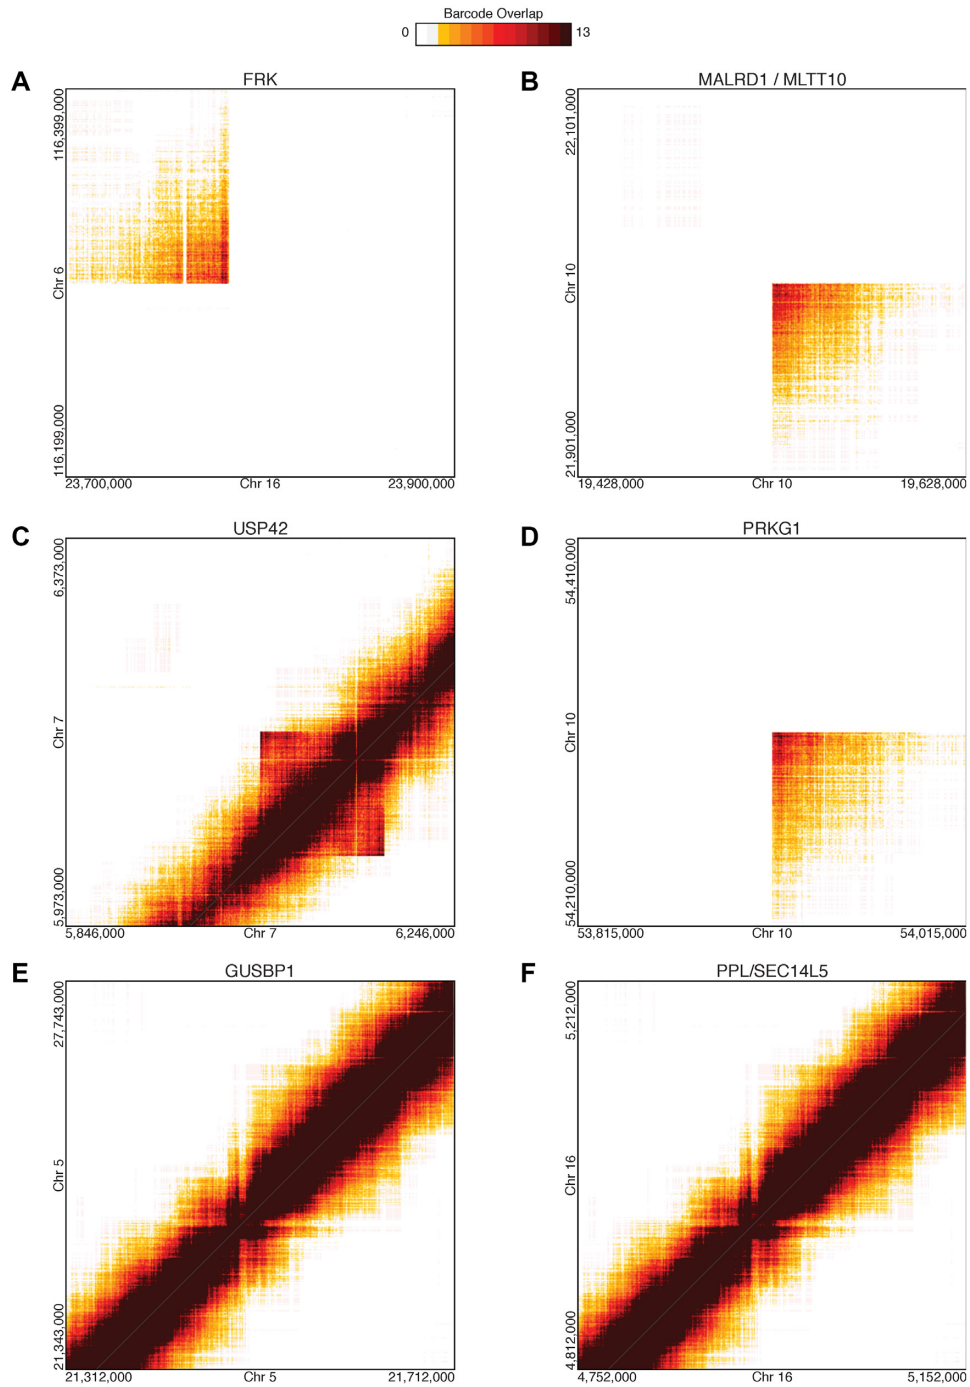 Barcode Overlap
0 13
A FRK
116,399,000
Chr 6
116,199,000
23,700,000 Chr 16 23,900,000
B MALRD1 / MLTT10
22,101,000
Chr 10
21,901,000
19,428,000 Chr 10 19,628,000
C USP42
6,373,000
Chr 7
5,973,000
5,846,000 Chr 7 6,246,000
D PRKG1
54,410,000
Chr 10
54,210,000
53,815,000 Chr 10 54,015,000
E GUSBP1
27,743,000
Chr 5
21,343,000
21,312,000 Chr 5 21,712,000
F PPL/SEC14L5
5,212,000
Chr 16
4,812,000
4,752,000 Chr 16 5,152,000